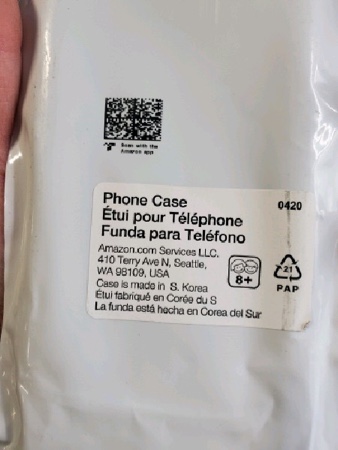 Scan with the
Amazon app
Phone Case
0420
Étui pour Téléphone
Funda para Teléfono
Amazon.com Services LLC,
410 Terry Ave N, Seattle,
WA 98109, USA
Case is made in S. Korea
Étui fabriqué en Corée du S
La funda está hecha en Corea del Sur
8+
21
PAP